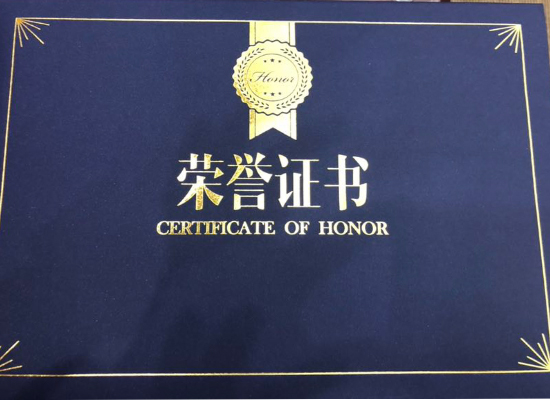 Honor
荣誉证书
CERTIFICATE OF HONOR